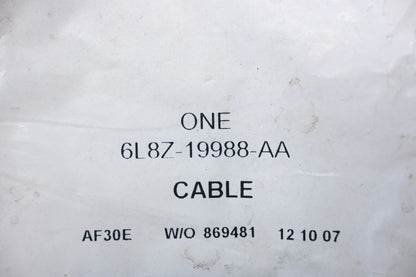 ONE
6L8Z-19988-AA
CABLE
AF30E W/O 869481 12 10 07